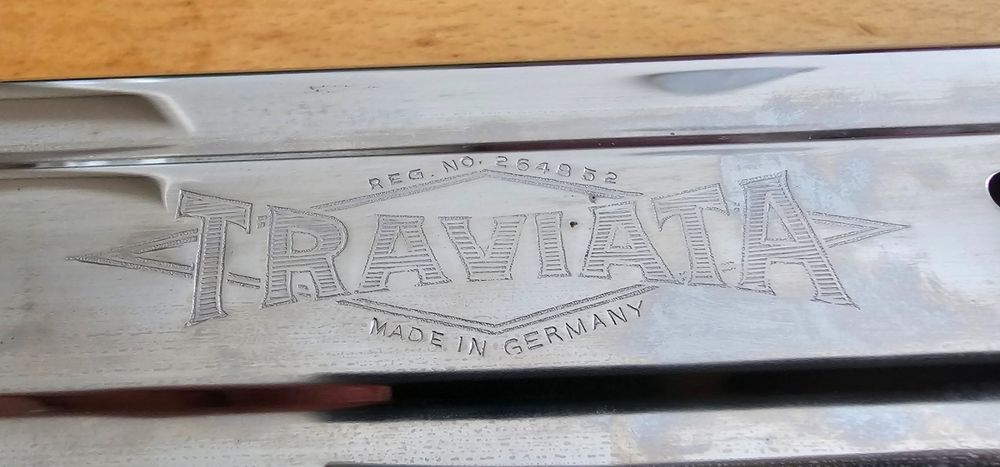 REG. NO. 264852
TRAVIATA
MADE IN GERMANY